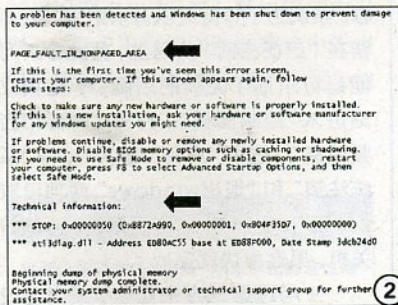 A problem has been detected and Windows has been shut down to prevent damage
to your computer.
PAGE_FAULT_IN_NONPAGED_AREA
If this is the first time you've seen this error screen,
restart your computer. If this screen appears again, follow
these steps:
Check to make sure any new hardware or software is properly installed.
If this is a new installation, ask your hardware or software manufacturer
for any windows updates you might need.
If problems continue, disable or remove any newly installed hardware
or software. Disable BIOS memory options such as caching or shadowing.
If you need to use Safe Mode to remove or disable components, restart
your computer, press F8 to select Advanced Startup Options, and then
select Safe Mode.
Technical information:
*** STOP: 0x00000050 (0x8872A990, 0x00000001, 0x804F35D7, 0x00000000)
*** ati3diag.dll - Address ED80AC55 base at ED88F000, Date Stamp 3dcb24d0
Beginning dump of physical memory
Physical memory dump complete.
Contact your system administrator or technical support group for further
assistance.
2